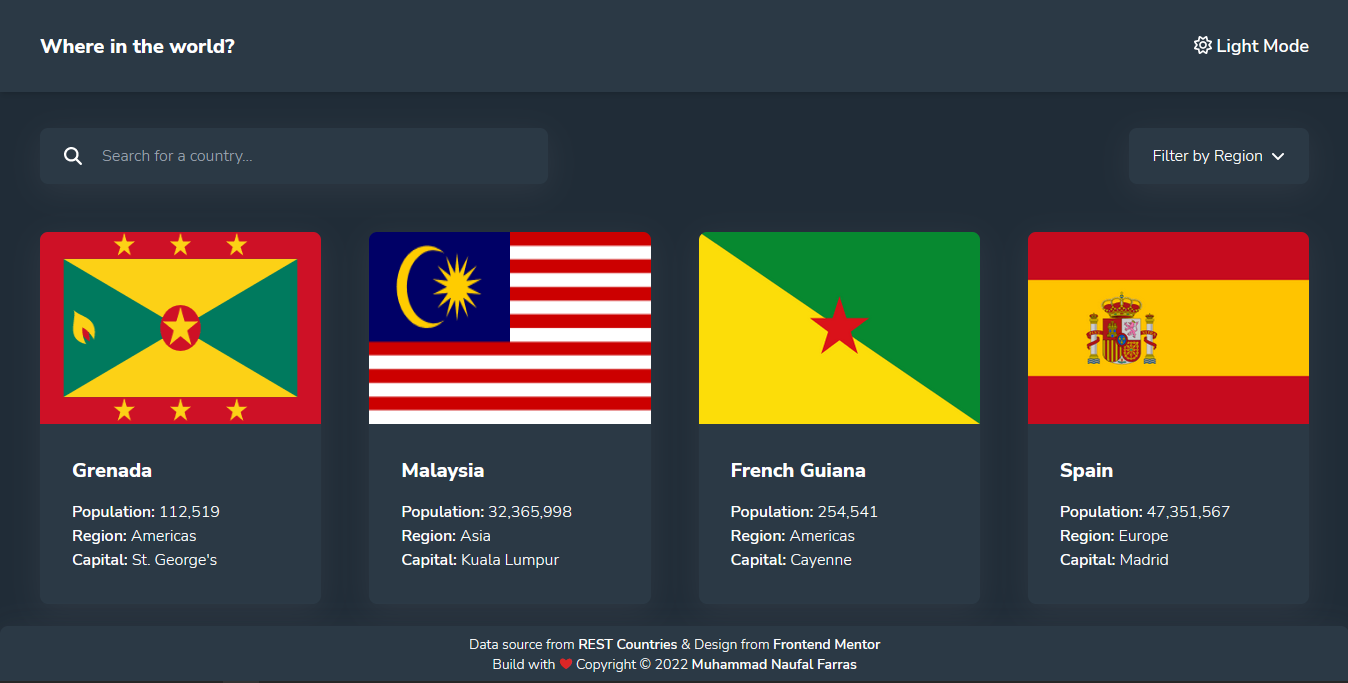 Where in the world?
Light Mode
Search for a country...
Filter by Region
Grenada
Population: 112,519
Region: Americas
Capital: St. George's
Malaysia
Population: 32,365,998
Region: Asia
Capital: Kuala Lumpur
French Guiana
Population: 254,541
Region: Americas
Capital: Cayenne
Spain
Population: 47,351,567
Region: Europe
Capital: Madrid
Data source from REST Countries & Design from Frontend Mentor
Build with ❤ Copyright © 2022 Muhammad Naufal Farras